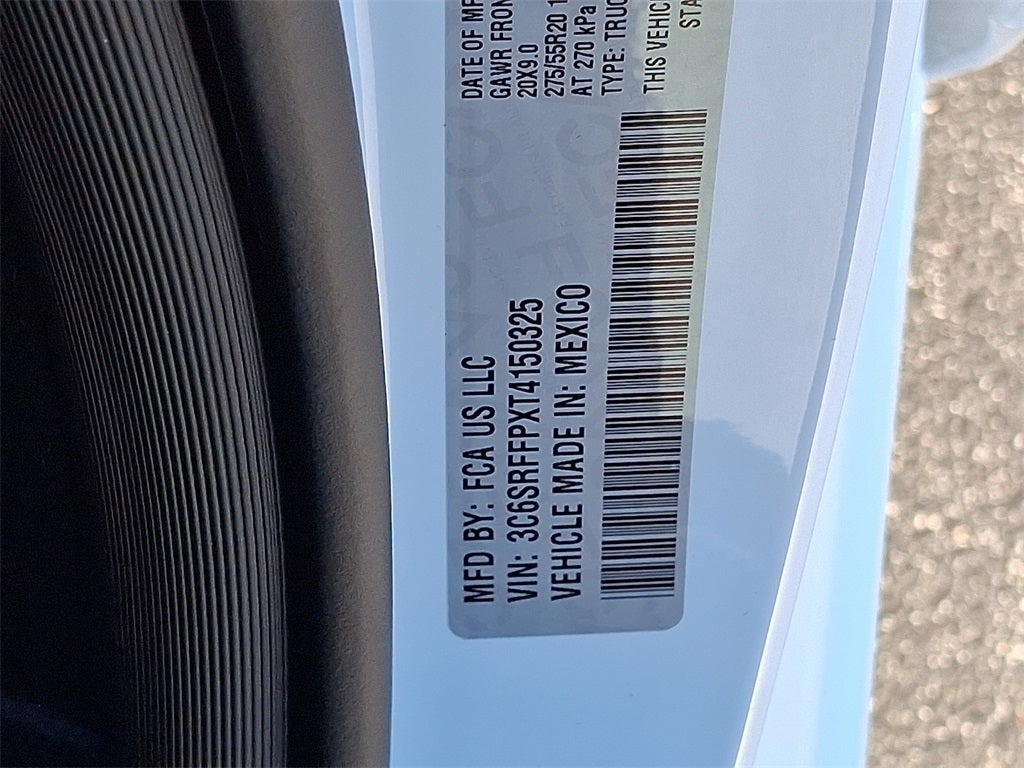 MFD BY: FCA US LLC
VIN: 3C6SRFFPXT4150325
VEHICLE MADE IN: MEXICO
DATE OF MF
GAWR FRON
20X9.0
275/55R20 1
AT 270 kPa
TYPE: TRUC
THIS VEHIC
STA